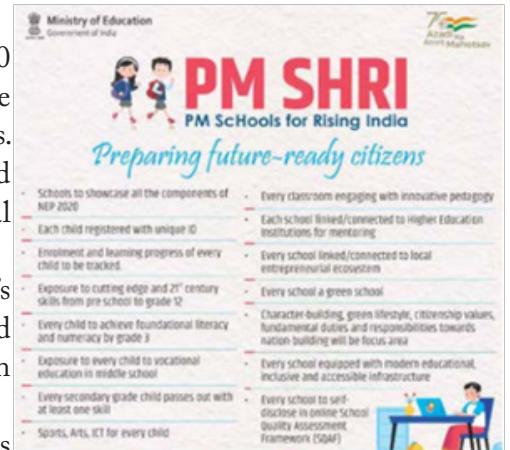 Ministry of Education
Government of India
Azadi Ka
Amrit Mahotsav
0
e
s.
d
al
's
d
n
s
PM SHRI
PM ScHools for Rising India
Preparing future-ready citizens
Schools to showcase all the components of
NEP 2020
Each child registered with unique ID
Enrolment and learning progress of every
child to be tracked.
Exposure to cutting edge and 21st century
skills from pre school to grade 12
Every child to achieve foundational literacy
and numeracy by grade 3
Exposure to every child to vocational
education in middle school
Every secondary grade child passes out with
at least one skill
Sports, Arts, ICT for every child
Every classroom engaging with innovative pedagogy
Each school linked/connected to Higher Education
Institutions for mentoring
Every school linked/connected to local
entrepreneurial ecosystem
Every school a green school
Character-building, green lifestyle, citizenship values,
fundamental duties and responsibilities towards
nation building will be focus area
Every school equipped with modern educational,
inclusive and accessible infrastructure
Every school to self-
disclose in online School
Quality Assessment
Framework (SQAF)